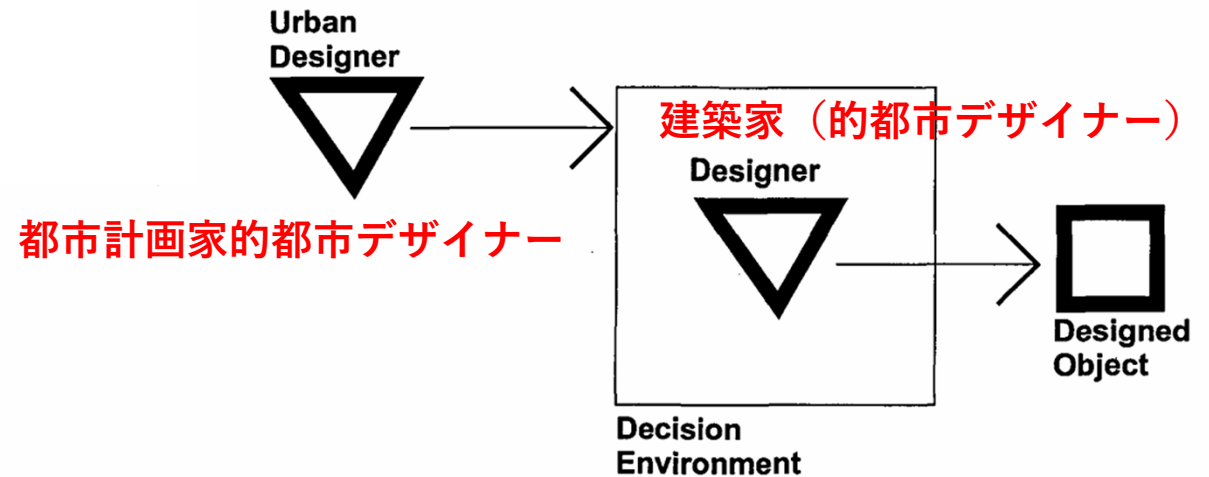 Urban
Designer
都市計画家的都市デザイナー
建築家（的都市デザイナー）
Designer
Designed
Object
Decision
Environment